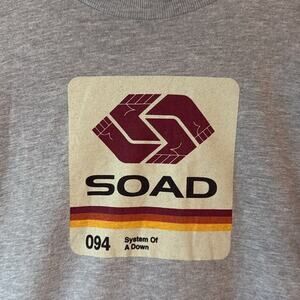 SOAD
094
System Of
A Down